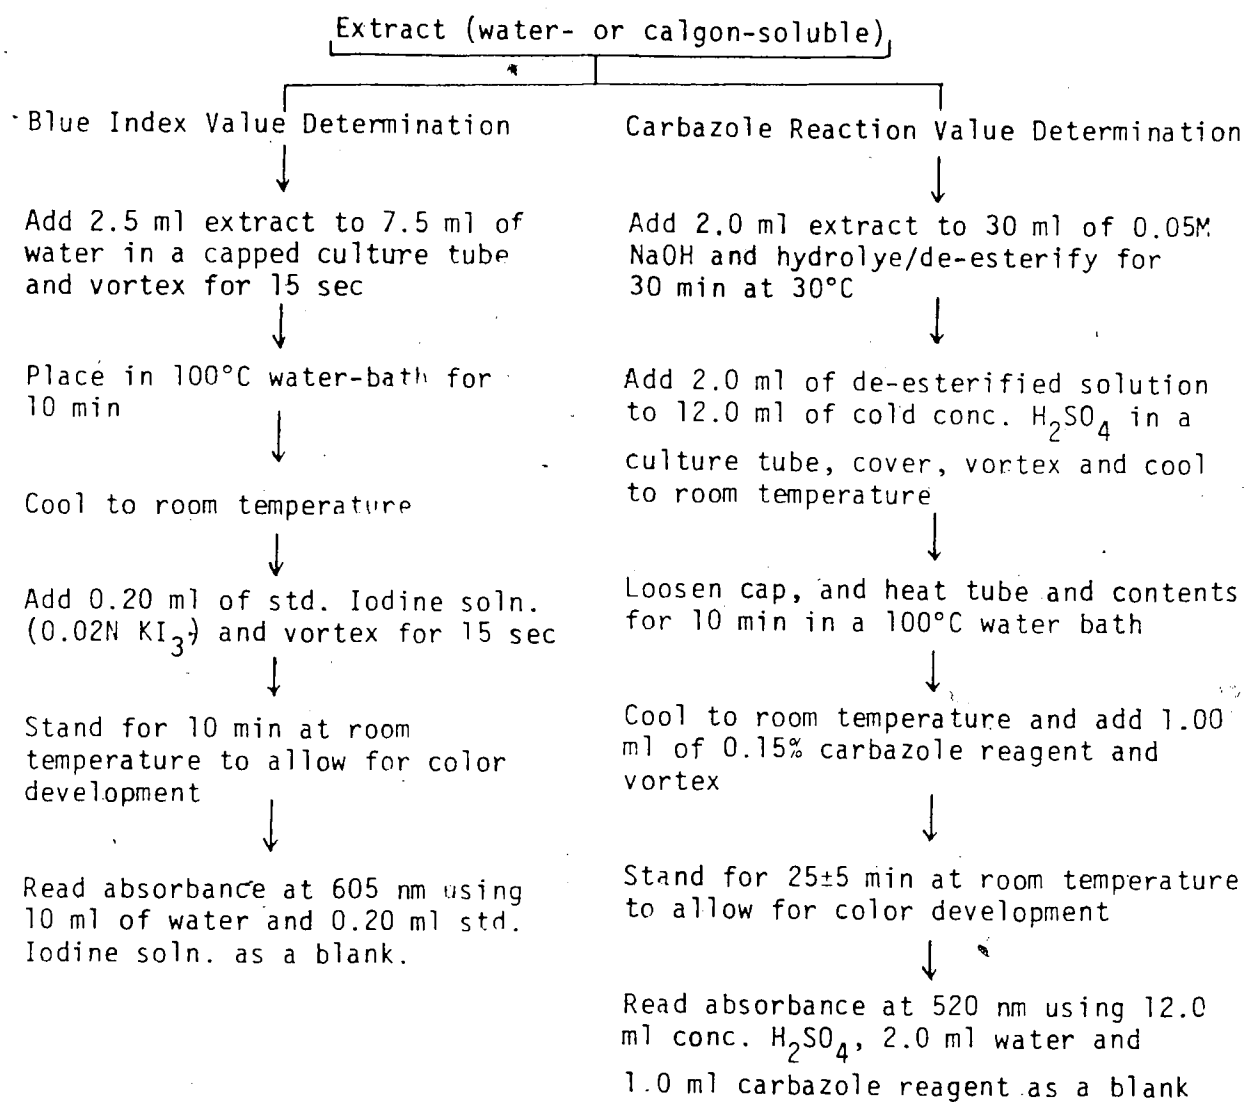 Extract (water- or calgon-soluble)
Blue Index Value Determination
Add 2.5 ml extract to 7.5 ml of
water in a capped culture tube
and vortex for 15 sec
Place in 100°C water-bath for
10 min
Cool to room temperature
Add 0.20 ml of std. Iodine soln.
(0.02N KI3) and vortex for 15 sec
Stand for 10 min at room
temperature to allow for color
development
Read absorbance at 605 nm using
10 ml of water and 0.20 ml std.
Iodine soln. as a blank.
Carbazole Reaction Value Determination
Add 2.0 ml extract to 30 ml of 0.05M
NaOH and hydrolye/de-esterify for
30 min at 30°C
Add 2.0 ml of de-esterified solution
to 12.0 ml of cold conc. H2SO4 in a
culture tube, cover, vortex and cool
to room temperature
Loosen cap, and heat tube and contents
for 10 min in a 100°C water bath
Cool to room temperature and add 1.00
ml of 0.15% carbazole reagent and
vortex
Stand for 25±5 min at room temperature
to allow for color development
Read absorbance at 520 nm using 12.0
ml conc. H2SO4, 2.0 ml water and
1.0 ml carbazole reagent as a blank